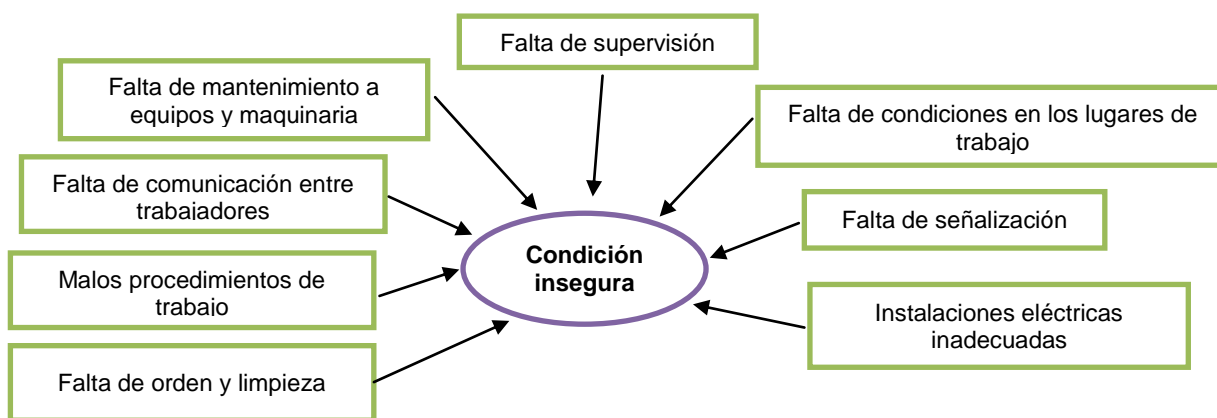 Falta de supervisión
Falta de mantenimiento a
equipos y maquinaria
Falta de condiciones en los lugares de
trabajo
Falta de comunicación entre
trabajadores
Falta de señalización
Condición
insegura
Malos procedimientos de
trabajo
Instalaciones eléctricas
inadecuadas
Falta de orden y limpieza